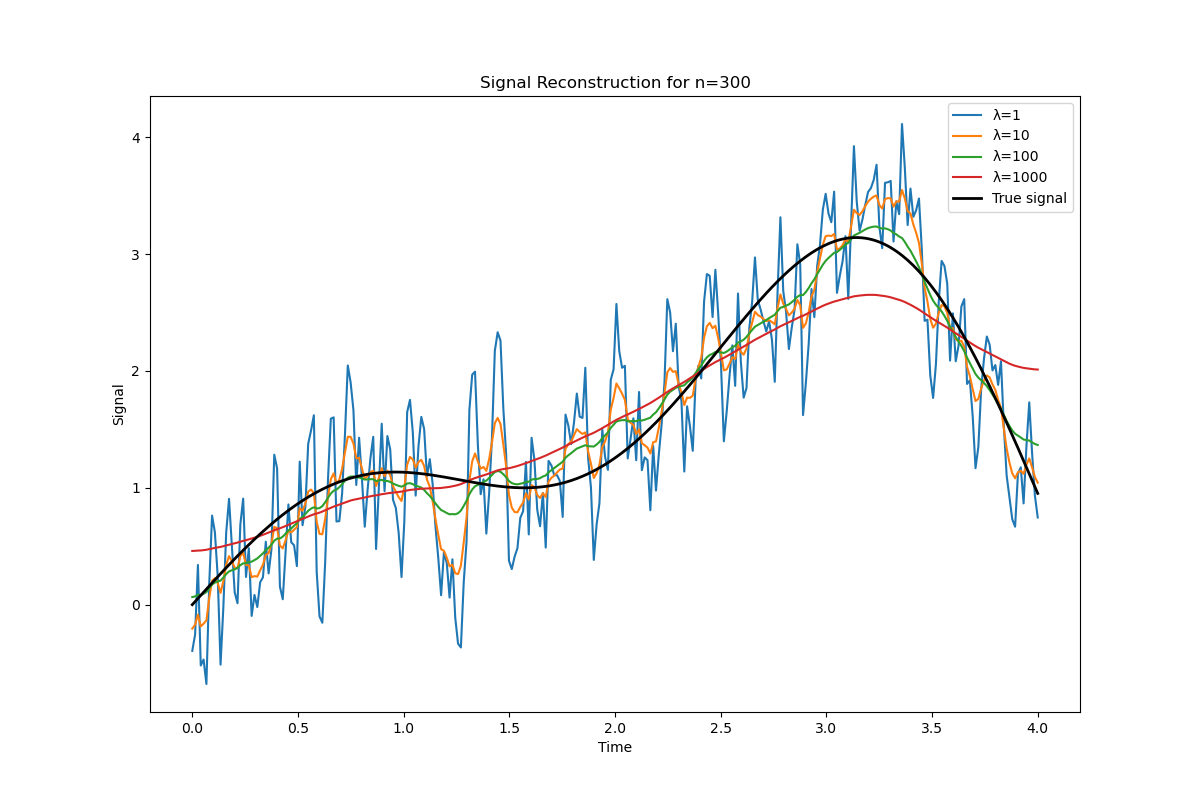 Signal Reconstruction for n=300
λ=1
λ=10
λ=100
λ=1000
True signal
4
3
2
1
0
Signal
0.0 0.5 1.0 1.5 2.0 2.5 3.0 3.5 4.0
Time